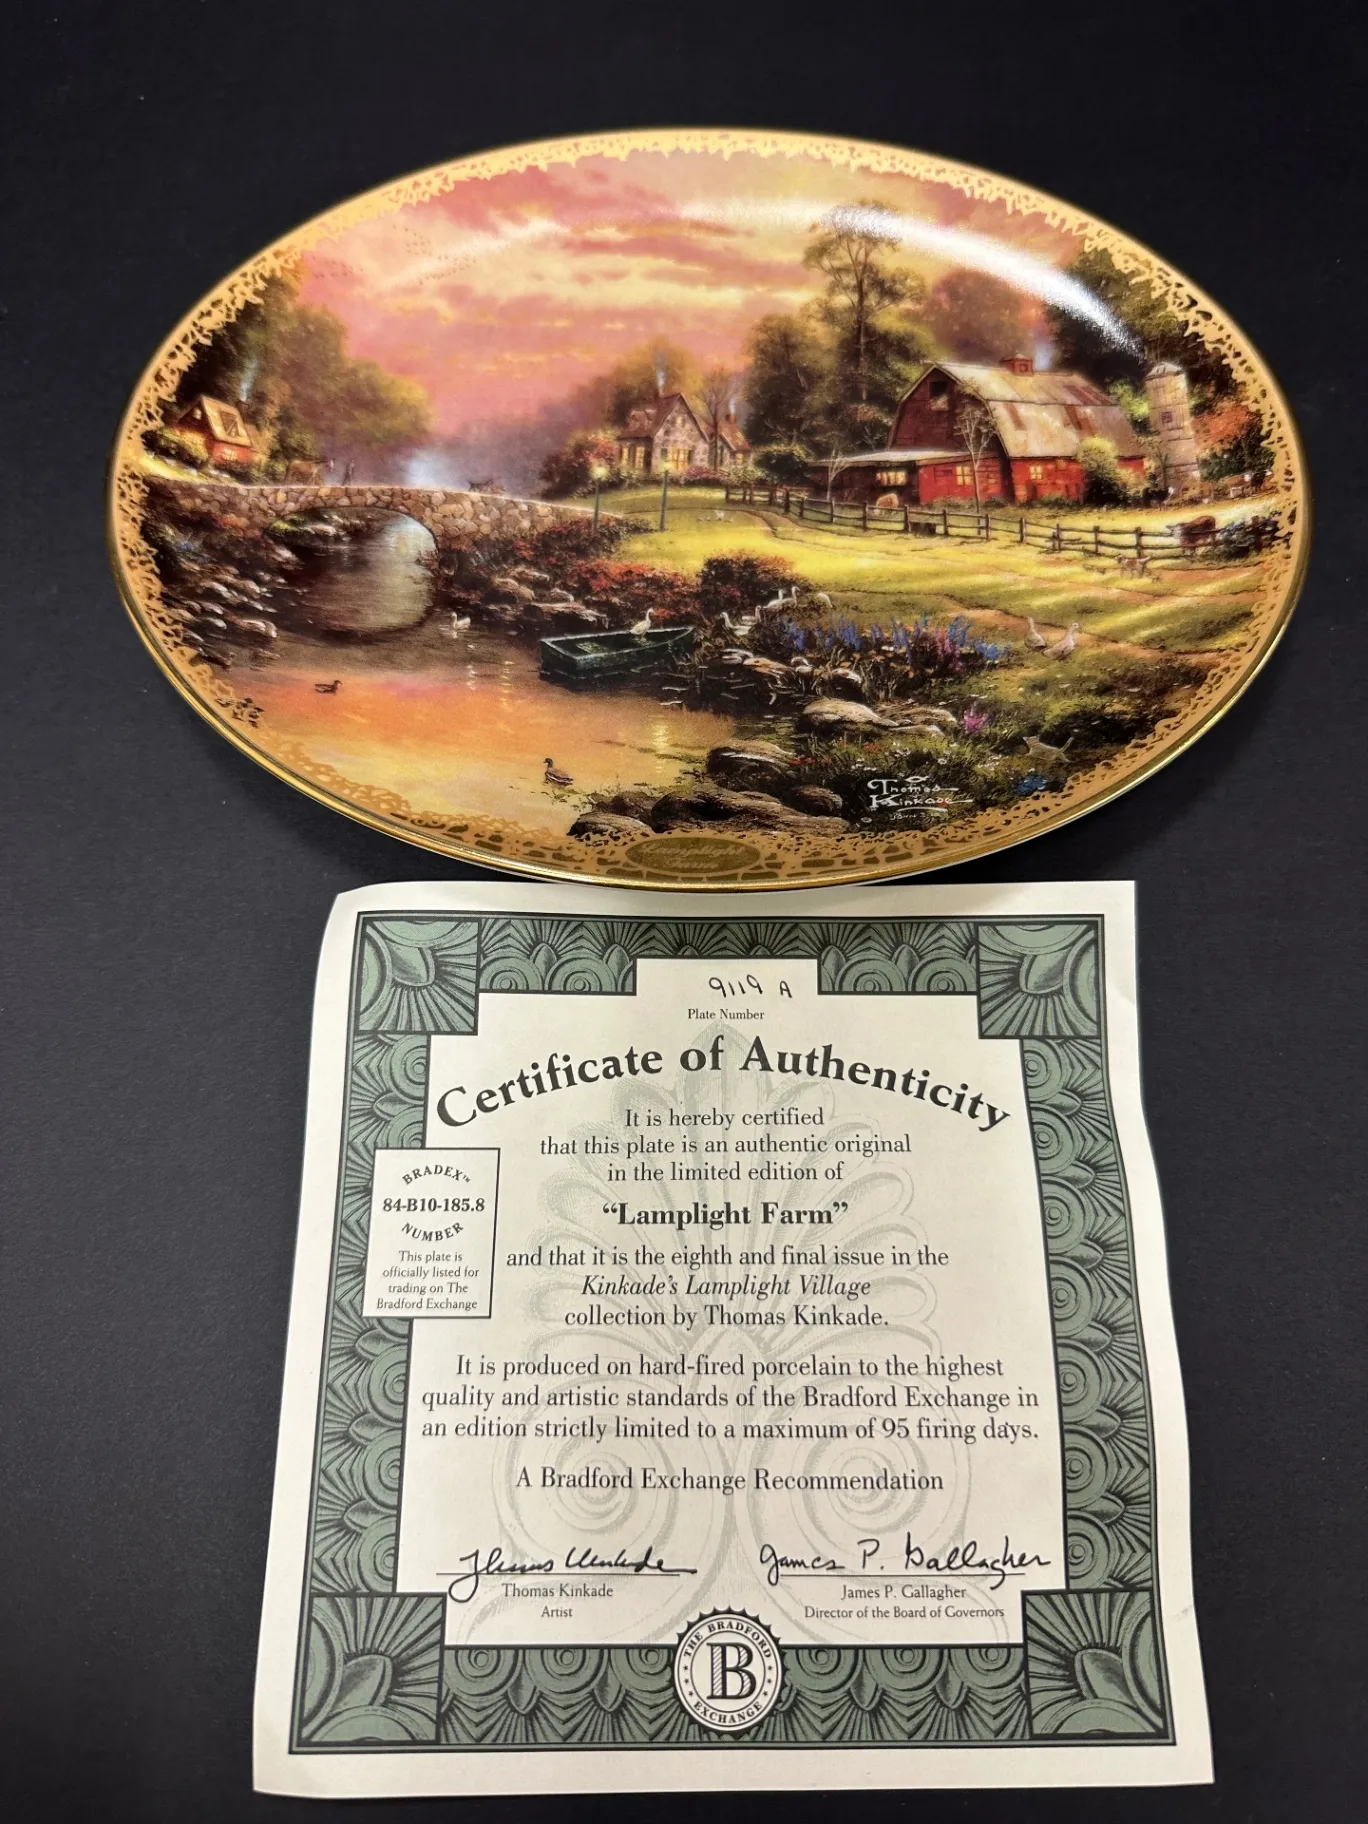 Thomas
Kinkade
Lamplight
Farm
9119 A
Plate Number
Certificate of Authenticity
It is hereby certified
that this plate is an authentic original
in the limited edition of
“Lamplight Farm”
and that it is the eighth and final issue in the
Kinkade's Lamplight Village
collection by Thomas Kinkade.
BRADEX™
84-B10-185.8
NUMBER
This plate is
officially listed for
trading on The
Bradford Exchange
It is produced on hard-fired porcelain to the highest
quality and artistic standards of the Bradford Exchange in
an edition strictly limited to a maximum of 95 firing days.
A Bradford Exchange Recommendation
Thomas Kinkade
Thomas Kinkade
Artist
James P. Gallagher
James P. Gallagher
Director of the Board of Governors
THE BRADFORD
B
EXCHANGE